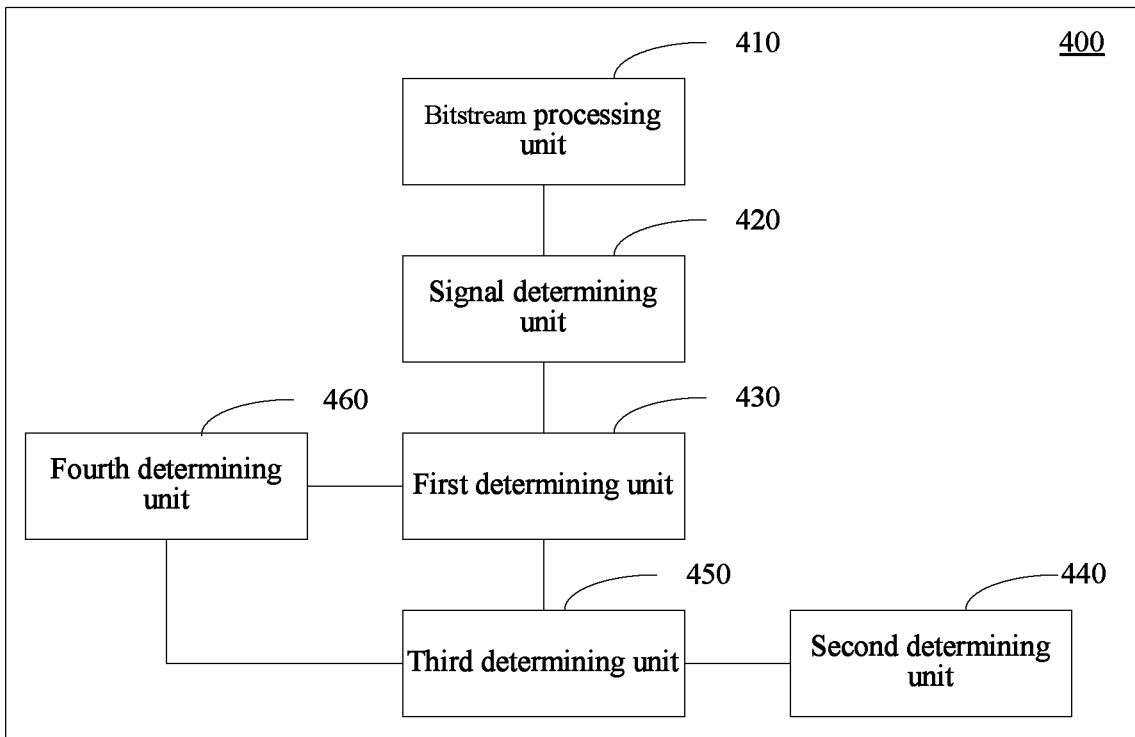 400
410
Bitstream processing
unit
420
Signal determining
unit
460
430
Fourth determining
unit
First determining unit
450
440
Third determining unit
Second determining
unit